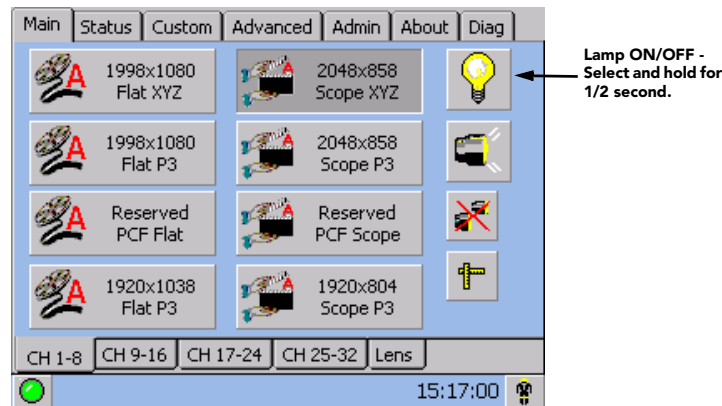 Main Status Custom Advanced Admin About Diag
1998x1080
Flat XYZ
2048x858
Scope XYZ
Lamp ON/OFF -
Select and hold for
1/2 second.
1998x1080
Flat P3
2048x858
Scope P3
Reserved
PCF Flat
Reserved
PCF Scope
1920x1038
Flat P3
1920x804
Scope P3
CH 1-8 CH 9-16 CH 17-24 CH 25-32 Lens
15:17:00